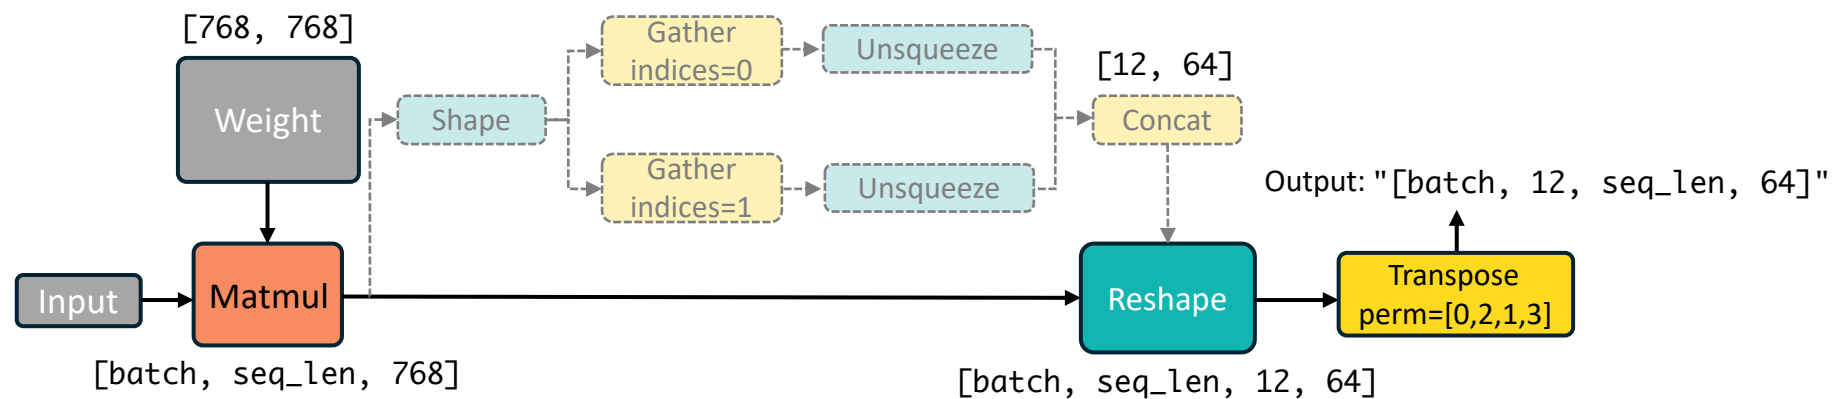 [768, 768]
Weight
Input
Matmul
[batch, seq_len, 768]
Shape
Gather
indices=0
Unsqueeze
Gather
indices=1
Unsqueeze
[12, 64]
Concat
Reshape
[batch, seq_len, 12, 64]
Output: "[batch, 12, seq_len, 64]"
Transpose
perm=[0,2,1,3]